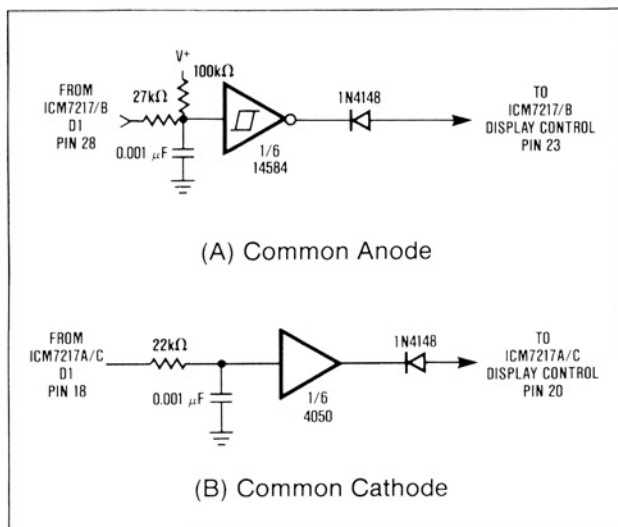 V+
100kΩ
27kΩ
FROM
ICM7217/B
D1
PIN 28
0.001 μF
1/6
14584
1N4148
TO
ICM7217/B
DISPLAY CONTROL
PIN 23
(A) Common Anode
FROM
ICM7217A/C
D1
PIN 18
22kΩ
0.001 μF
1/6
4050
1N4148
TO
ICM7217A/C
DISPLAY CONTROL
PIN 20
(B) Common Cathode